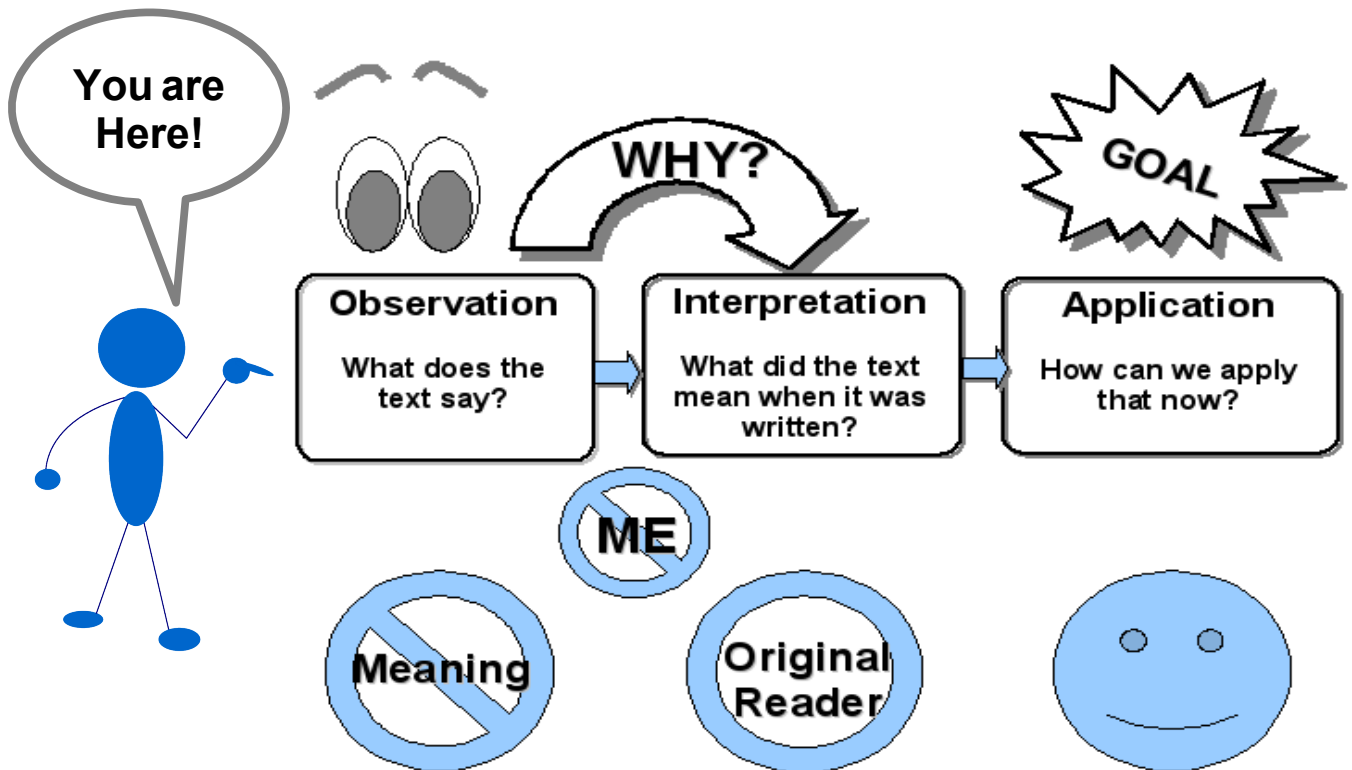 You are
Here!
WHY?
GOAL
Observation
What does the
text say?
Interpretation
What did the text
mean when it was
written?
Application
How can we apply
that now?
ME
Meaning
Original
Reader